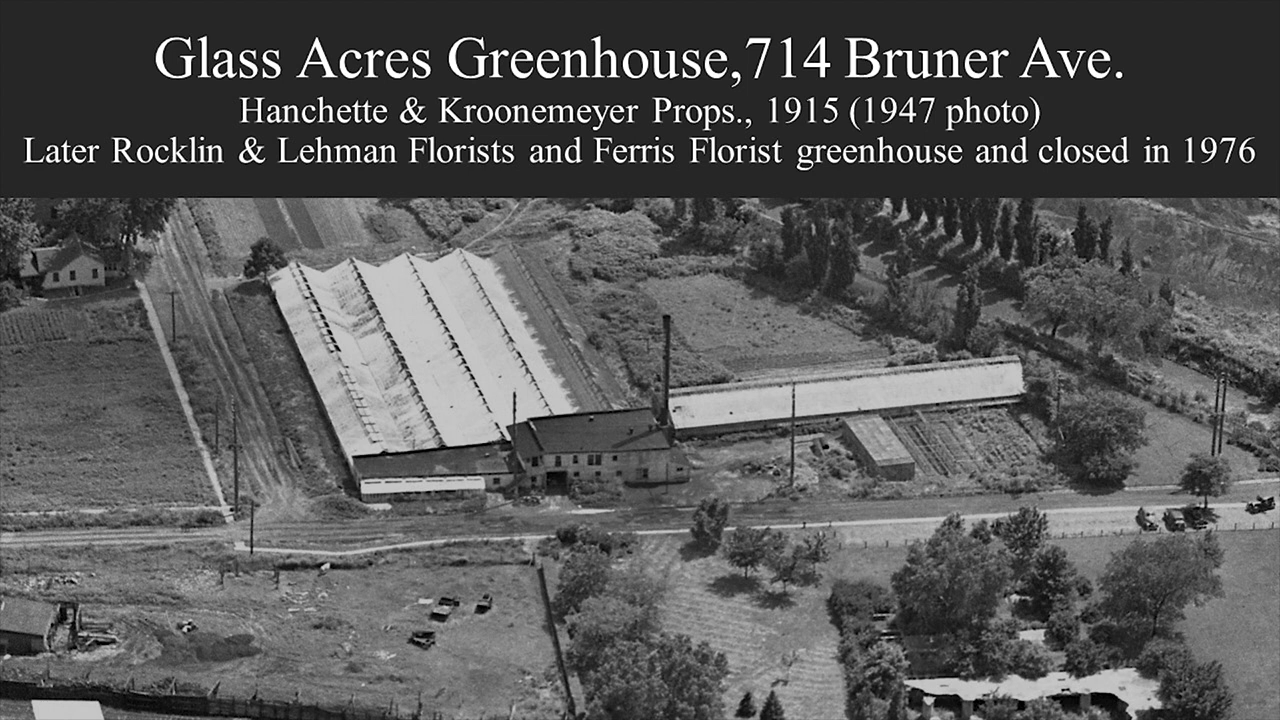 Glass Acres Greenhouse,714 Bruner Ave.
Hanchette & Kroonemeyer Props., 1915 (1947 photo)
Later Rocklin & Lehman Florists and Ferris Florist greenhouse and closed in 1976